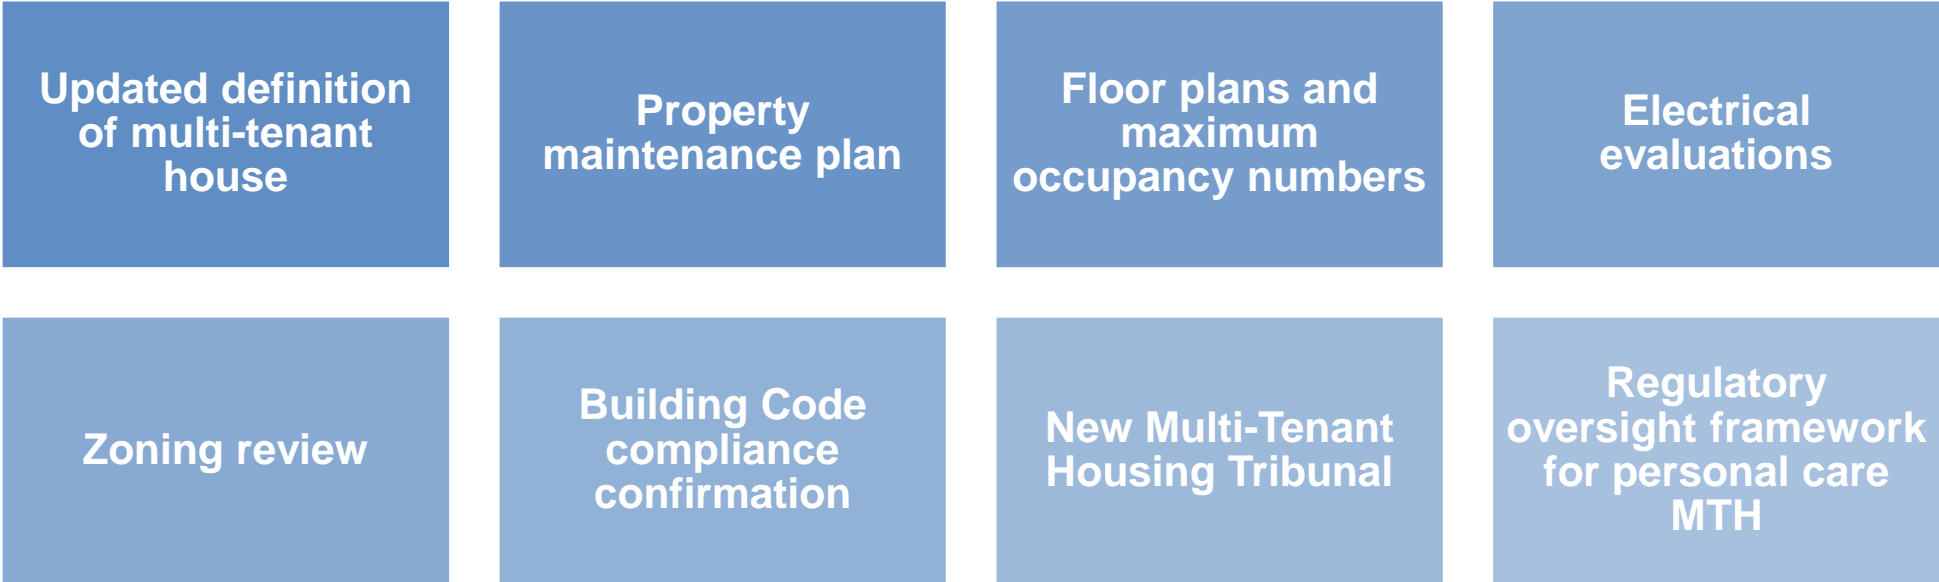 Updated definition
of multi-tenant
house
Property
maintenance plan
Floor plans and
maximum
occupancy numbers
Electrical
evaluations
Zoning review
Building Code
compliance
confirmation
New Multi-Tenant
Housing Tribunal
Regulatory
oversight framework
for personal care
MTH